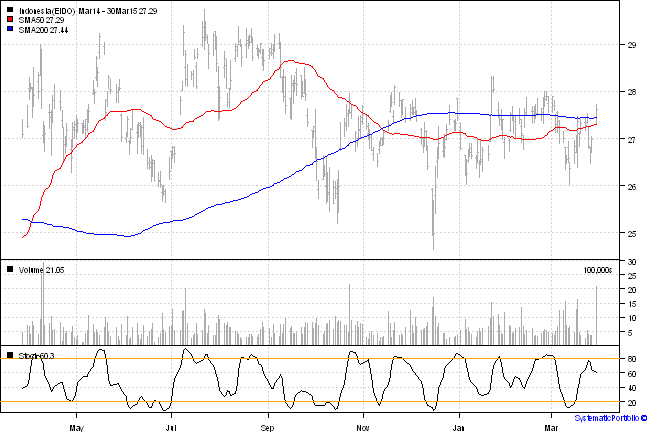 Indonesia(EIDO) Mar14 - 30Mar15 27.29
SMA50 27.29
SMA200 27.44
29
28
27
26
25
Volume 21.05
100,000s
30
25
20
15
10
5
Stoch 60.3
80
60
40
20
May
Jul
Sep
Nov
Jan
Mar
SystematicPortfolio ©